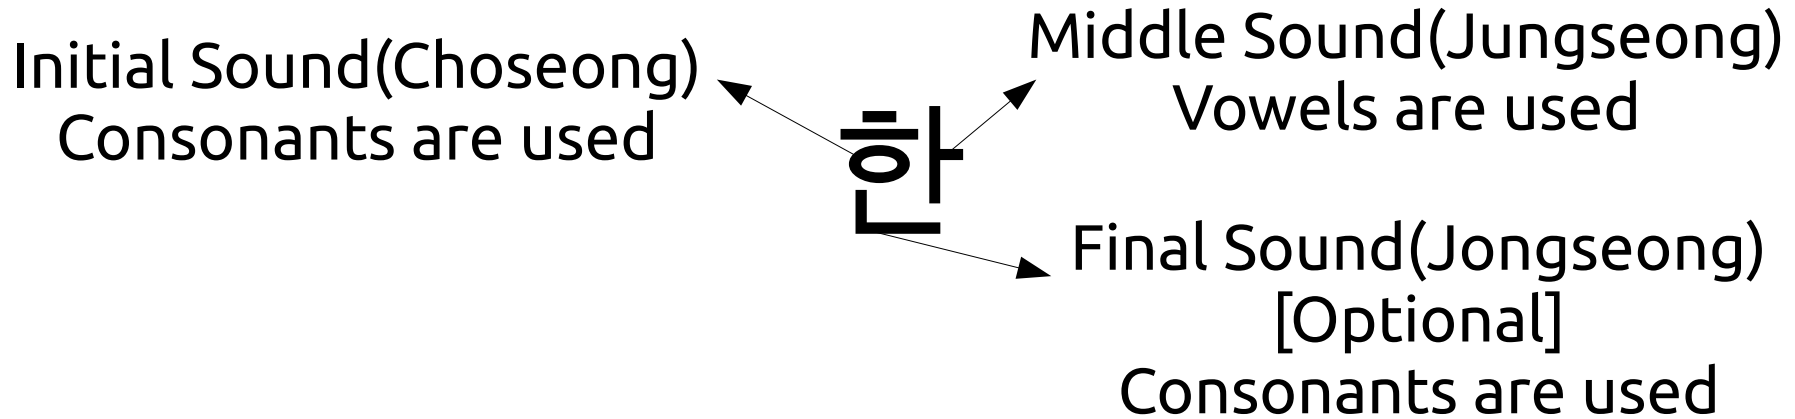 Initial Sound(Choseong)
Consonants are used
한
Middle Sound(Jungseong)
Vowels are used
Final Sound(Jongseong)
[Optional]
Consonants are used